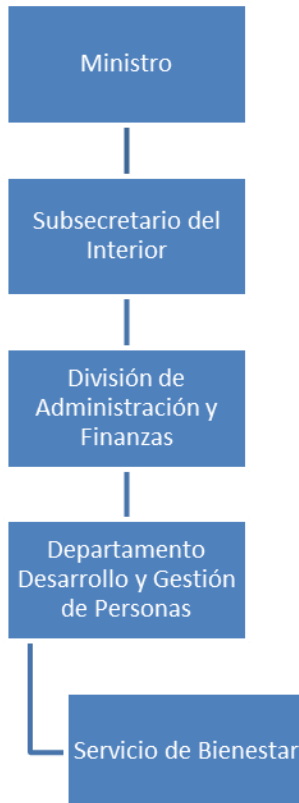 Ministro
Subsecretario del
Interior
División de
Administración y
Finanzas
Departamento
Desarrollo y Gestión
de Personas
Servicio de Bienestar